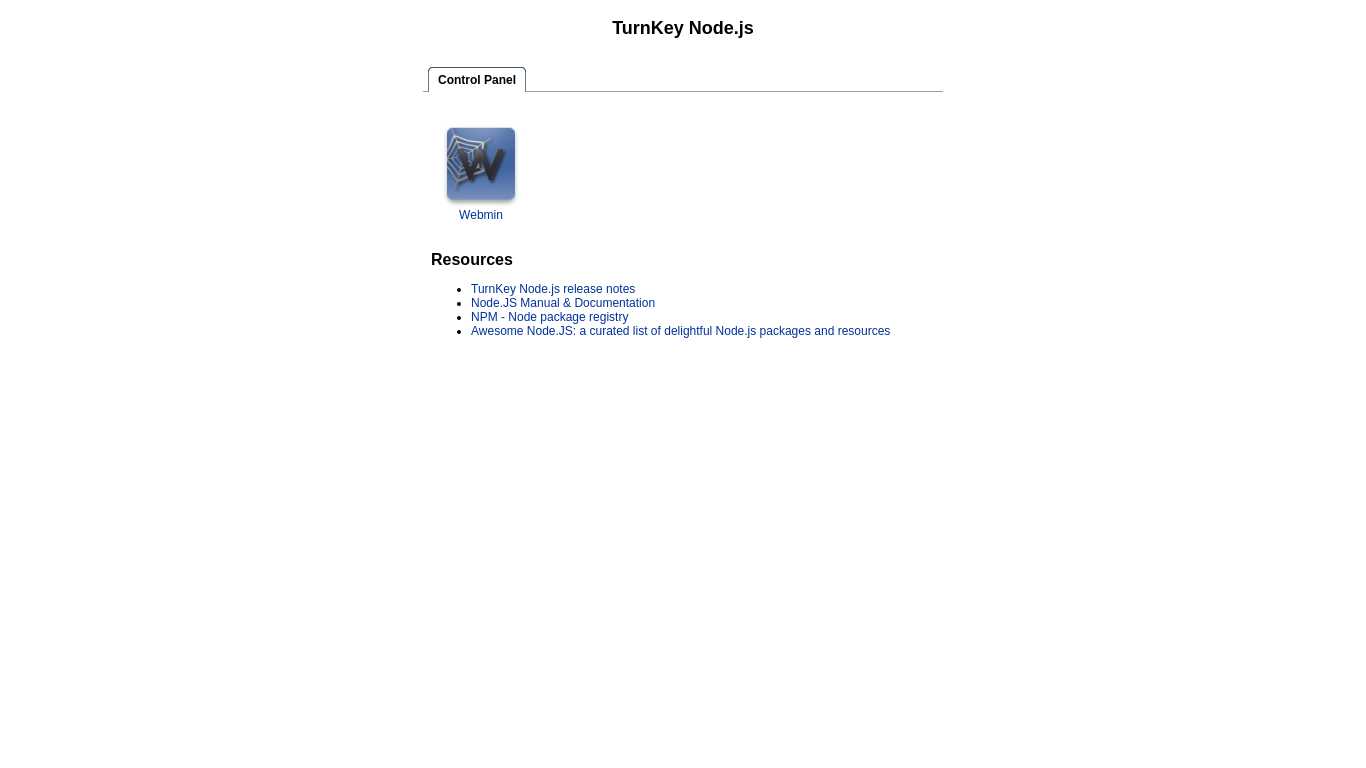 TurnKey Node.js
Control Panel
W
Webmin
Resources
TurnKey Node.js release notes
Node.JS Manual & Documentation
NPM - Node package registry
Awesome Node.JS: a curated list of delightful Node.js packages and resources